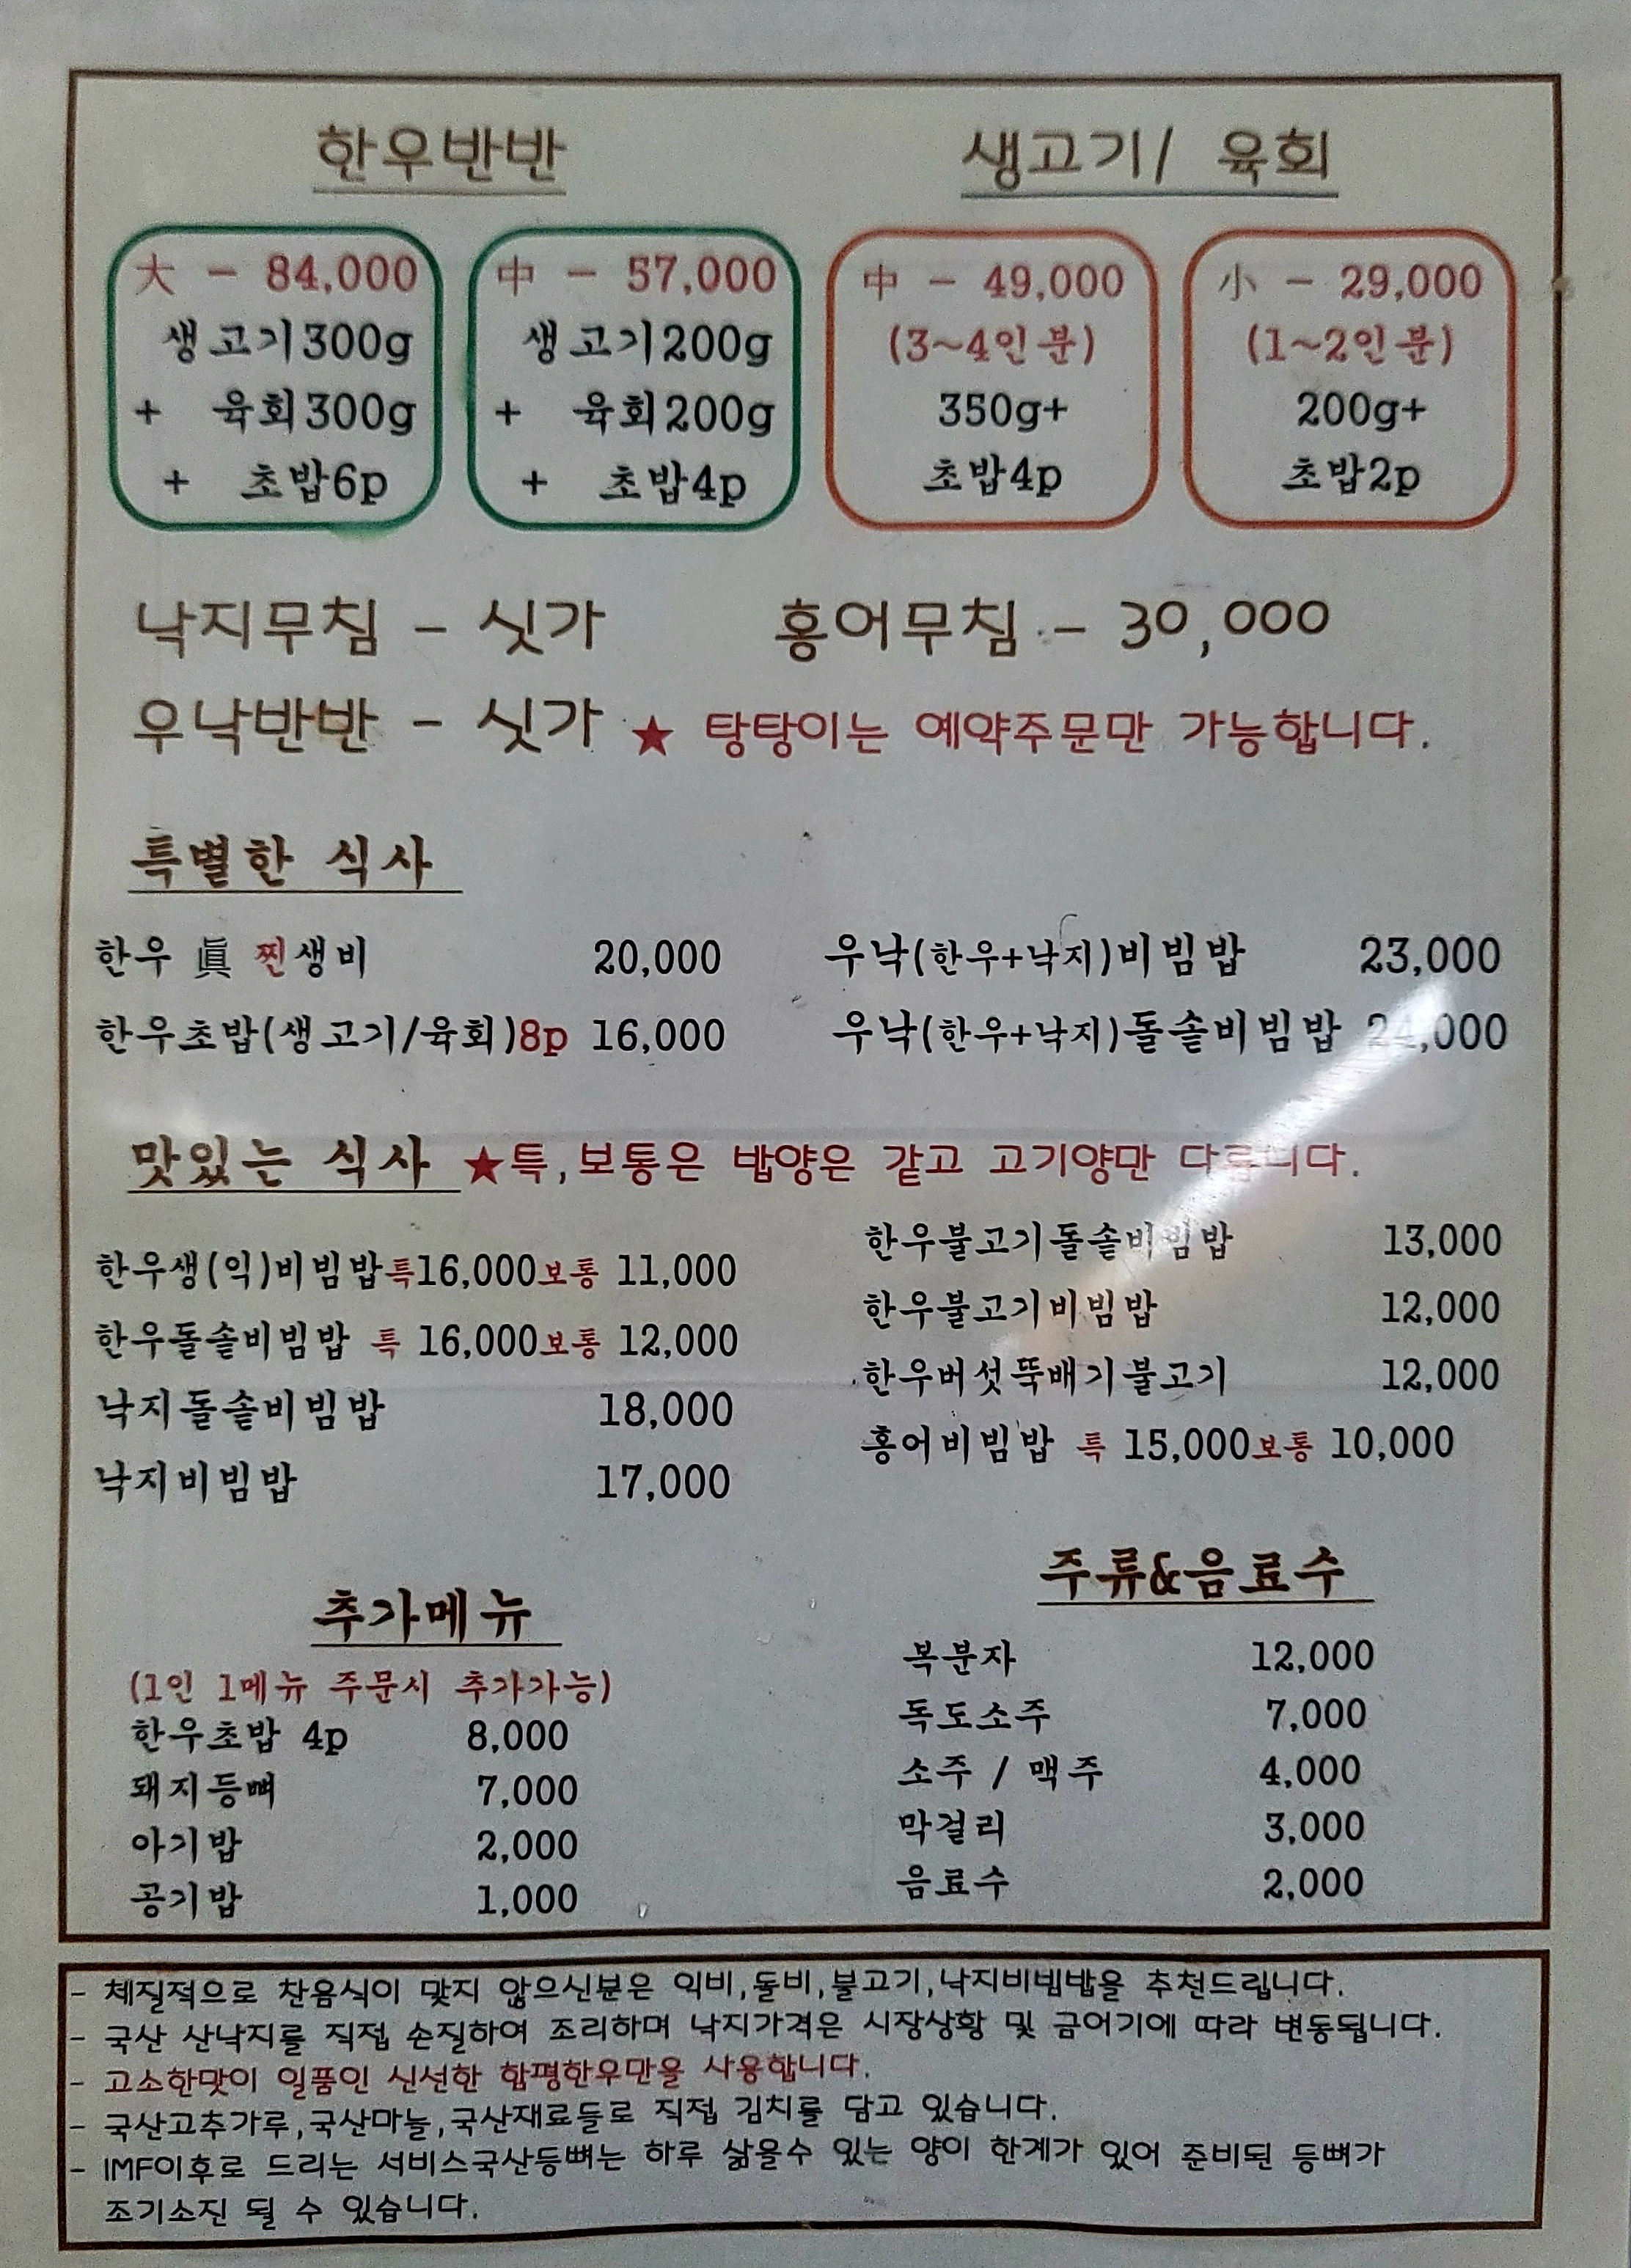 한우반반
생고기/ 육회
大 - 84,000
생고기300g
+ 육회300g
+ 초밥6p
中 - 57,000
생고기200g
+ 육회200g
+ 초밥4p
中 - 49,000
(3~4인분)
350g+
초밥4p
小 - 29,000
(1~2인분)
200g+
초밥2p
낙지무침 - 싯가
홍어무침 - 30,000
우낙반반 - 싯가 ★ 탕탕이는 예약주문만 가능합니다.
특별한 식사
한우 眞 찐생비 20,000
한우초밥(생고기/육회)8p 16,000
우낙(한우+낙지)비빔밥 23,000
우낙(한우+낙지)돌솥비빔밥 24,000
맛있는 식사 ★특,보통은 밥양은 같고 고기양만 다릅니다.
한우생(익)비빔밥특16,000보통 11,000
한우돌솥비빔밥 특 16,000보통 12,000
낙지돌솥비빔밥 18,000
낙지비빔밥 17,000
한우불고기돌솥비빔밥 13,000
한우불고기비빔밥 12,000
한우버섯뚝배기불고기 12,000
홍어비빔밥 특 15,000보통 10,000
추가메뉴
(1인 1메뉴 주문시 추가가능)
한우초밥 4p 8,000
돼지등뼈 7,000
아기밥 2,000
공기밥 1,000
주류&음료수
복분자 12,000
독도소주 7,000
소주 / 맥주 4,000
막걸리 3,000
음료수 2,000
- 체질적으로 찬음식이 맞지 않으신분은 익비,돌비,불고기,낙지비빔밥을 추천드립니다.
- 국산 산낙지를 직접 손질하여 조리하며 낙지가격은 시장상황 및 금어기에 따라 변동됩니다.
- 고소한맛이 일품인 신선한 함평한우만을 사용합니다.
- 국산고추가루,국산마늘,국산재료들로 직접 김치를 담고 있습니다.
- IMF이후로 드리는 서비스국산등뼈는 하루 삶을수 있는 양이 한계가 있어 준비된 등뼈가
조기소진 될 수 있습니다.